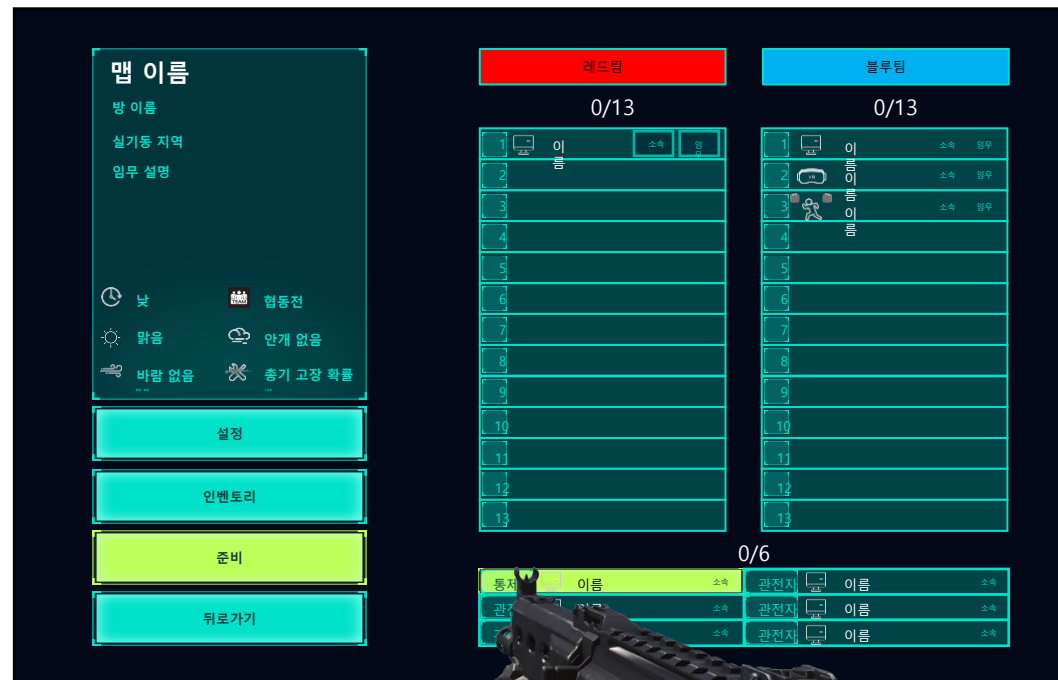 맵 이름
방 이름
실기동 지역
임무 설명
낮
협동전
TEAM
맑음
안개 없음
바람 없음
총기 고장 확률
설정
인벤토리
준비
뒤로가기
레드팀
0/13
1 이름 소속 임무
2
3
4
5
6
7
8
9
10
11
12
13
블루팀
0/13
1 이름 소속 임무
2 VR 이름 소속 임무
3 이름 소속 임무
4
5
6
7
8
9
10
11
12
13
0/6
이름 소속
관전자 이름 소속
소속
관전자 이름 소속
소속
관전자 이름 소속